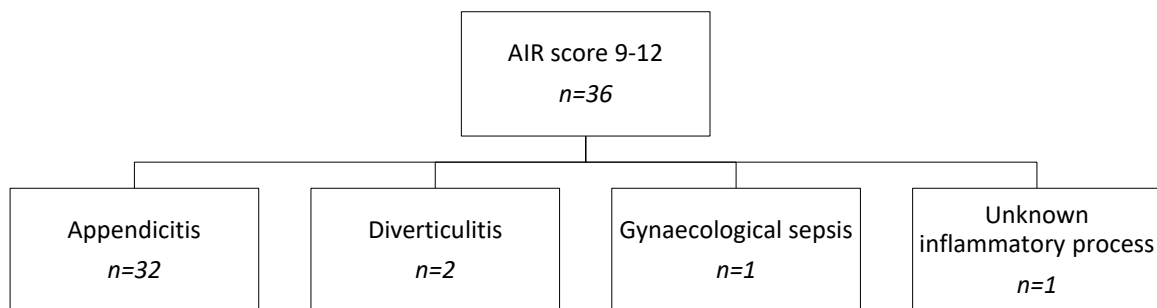 AIR score 9-12
n=36
Appendicitis
n=32
Diverticulitis
n=2
Gynaecological sepsis
n=1
Unknown
inflammatory process
n=1